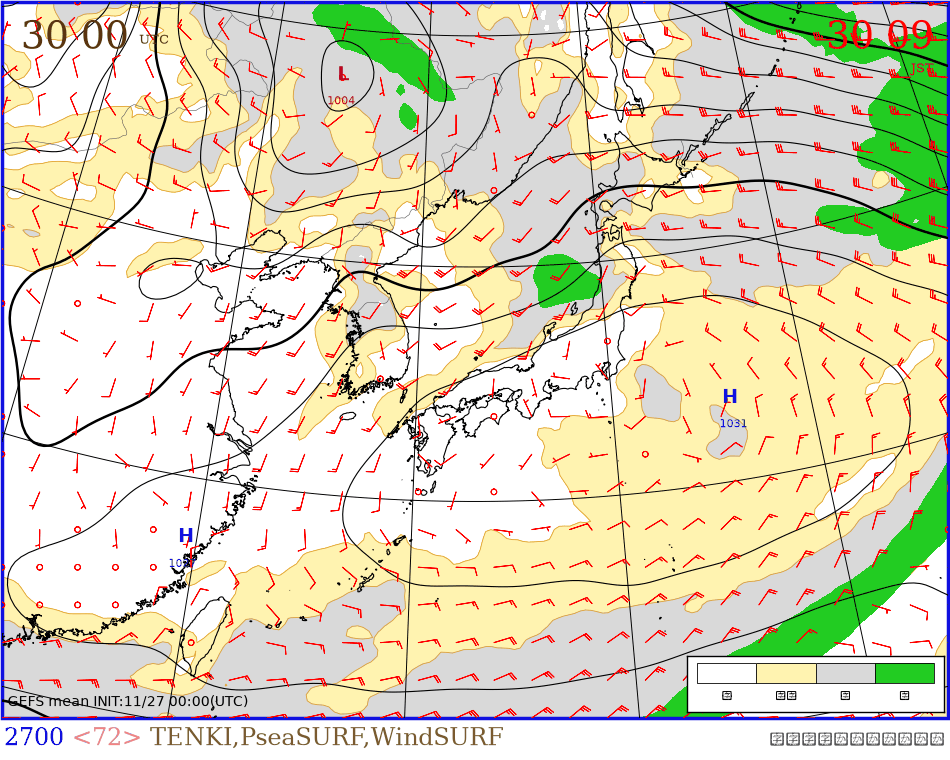 30 00 UTC
30 09
JST
L
1004
H
1031
H
GEFS mean INIT:11/27 00:00(UTC)
2700 <72> TENKI,PseaSURF,WindSURF